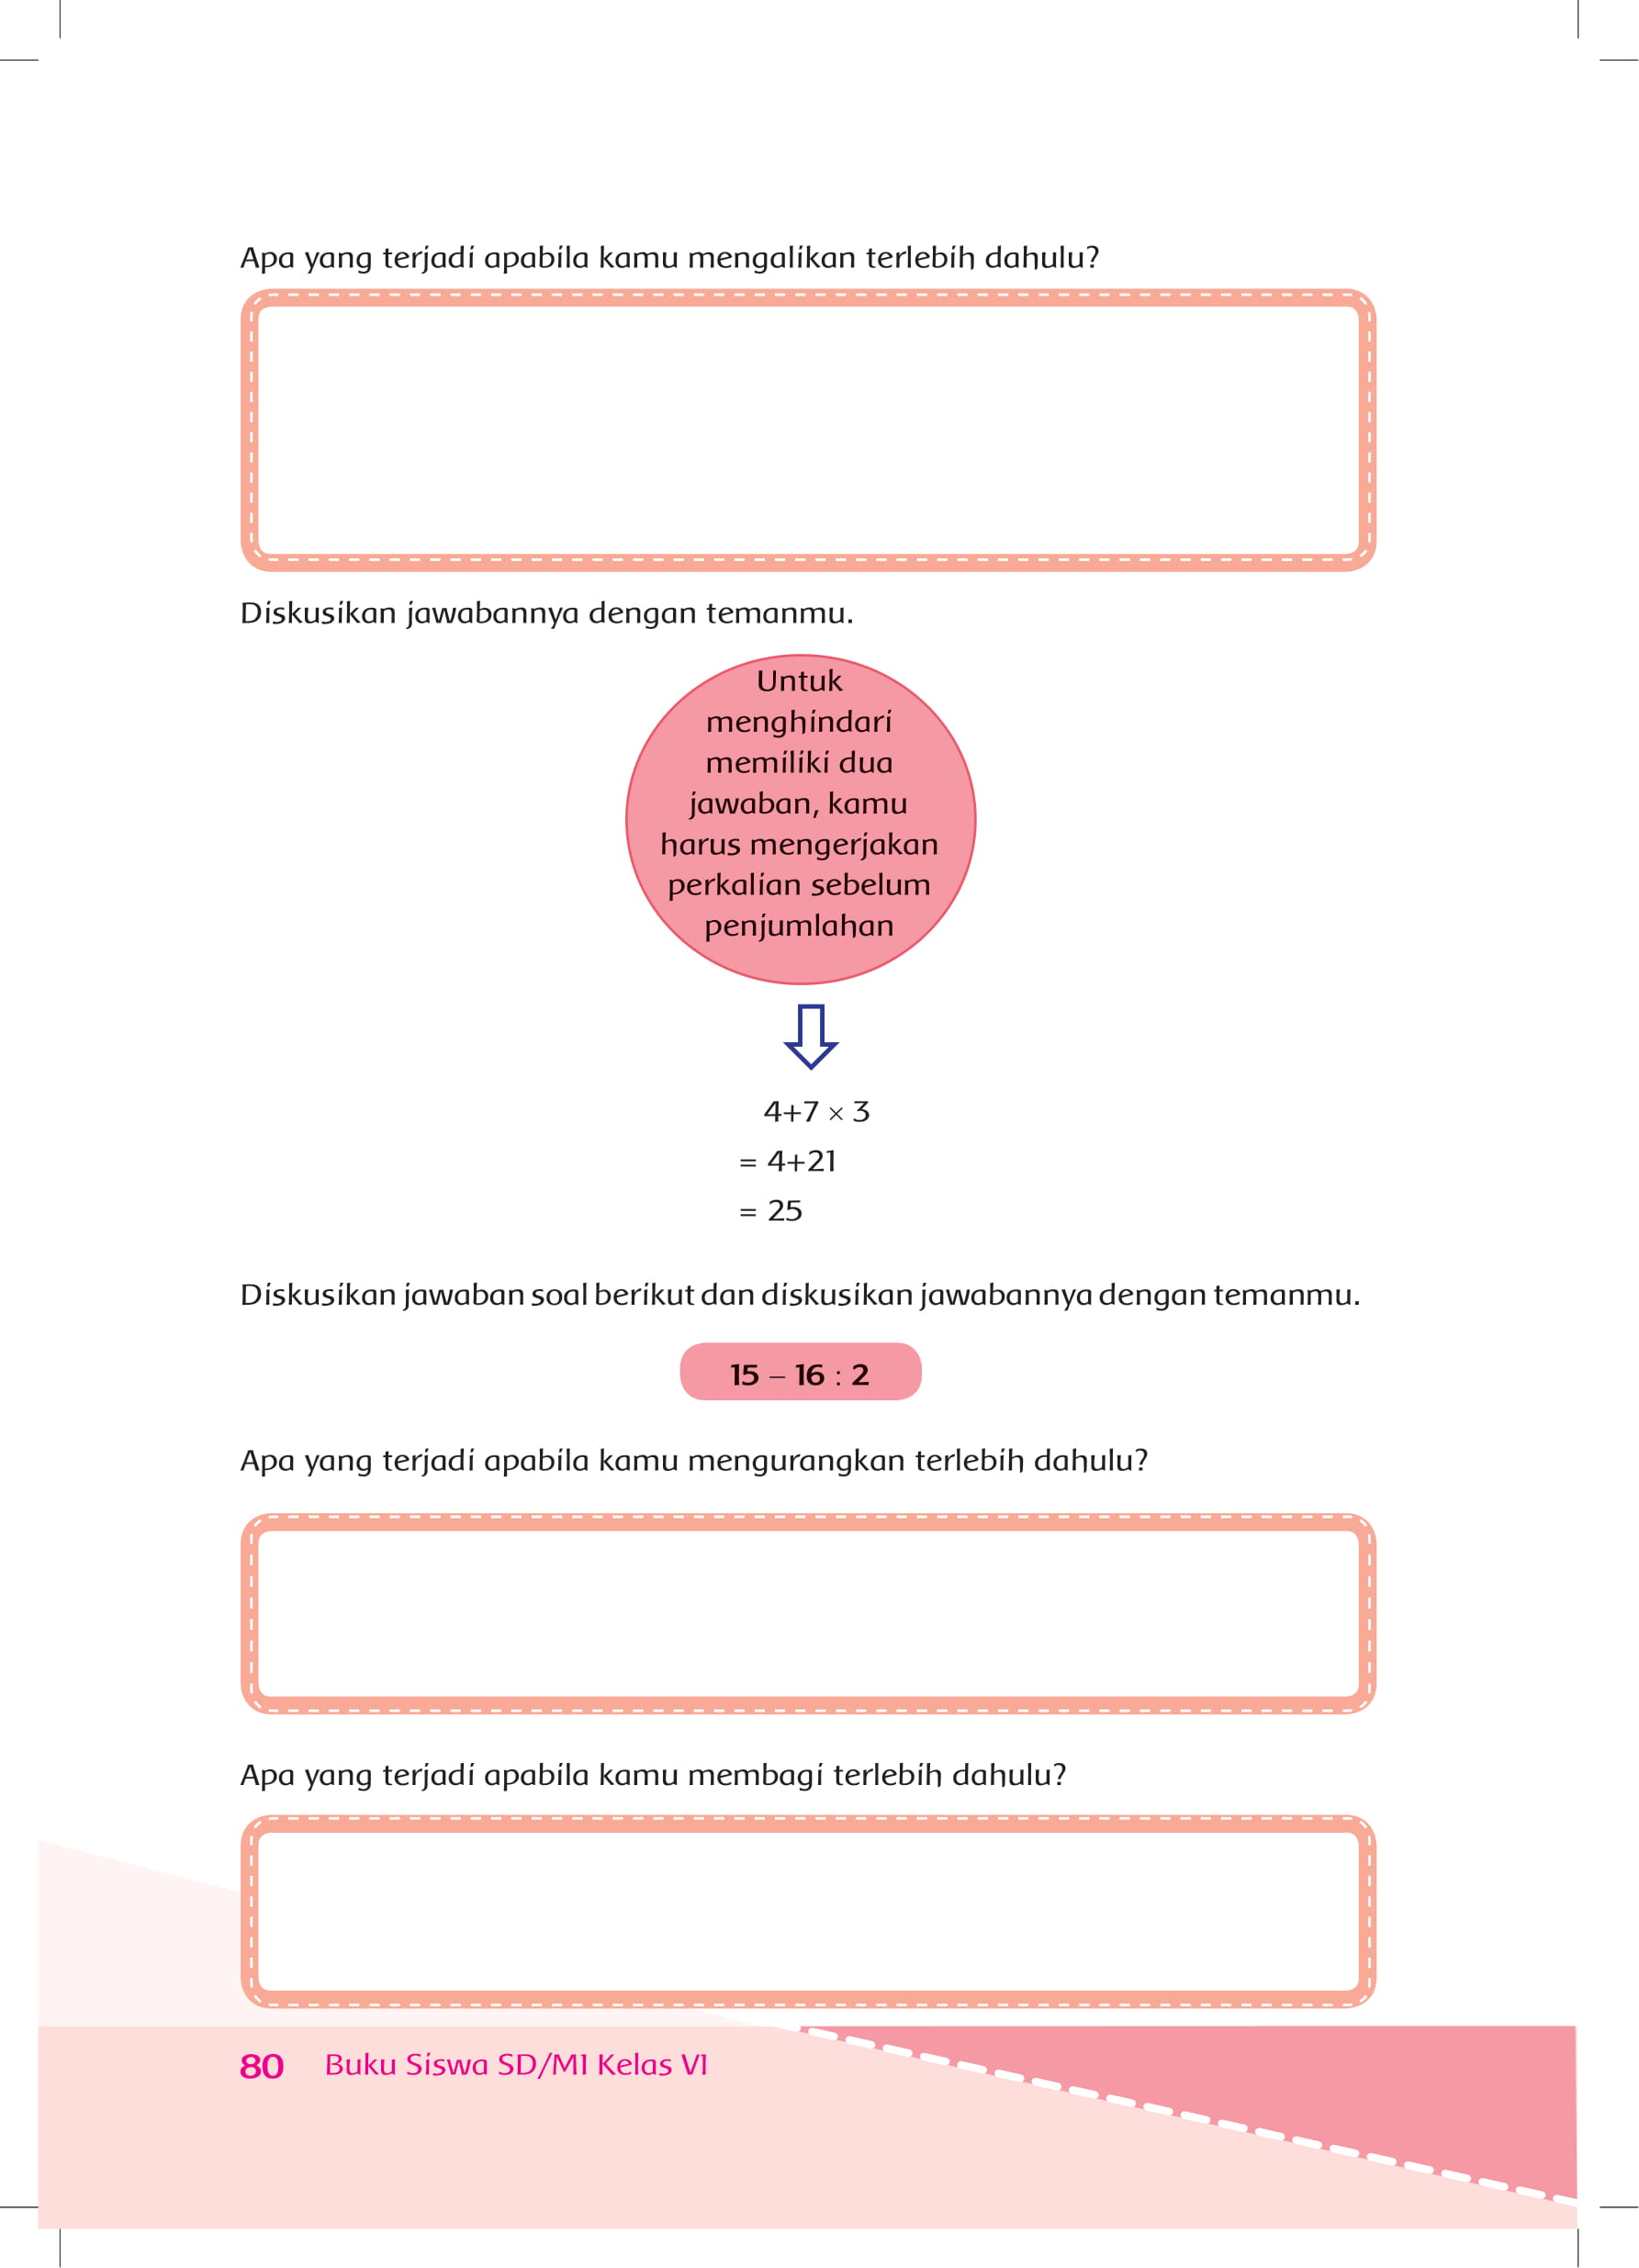 Apa yang terjadi apabila kamu mengalikan terlebih dahulu?
Diskusikan jawabannya dengan temanmu.
Untuk
menghindari
memiliki dua
jawaban, kamu
harus mengerjakan
perkalian sebelum
penjumlahan
4+7 × 3
= 4+21
= 25
Diskusikan jawaban soal berikut dan diskusikan jawabannya dengan temanmu.
15 – 16 : 2
Apa yang terjadi apabila kamu mengurangkan terlebih dahulu?
Apa yang terjadi apabila kamu membagi terlebih dahulu?
80 Buku Siswa SD/MI Kelas VI